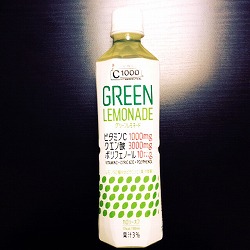 C1000
GREEN
LEMONADE
グリーンレモネード
ビタミンC 1000mg
クエン酸 3000mg
ポリフェノール 10mg
果汁3%